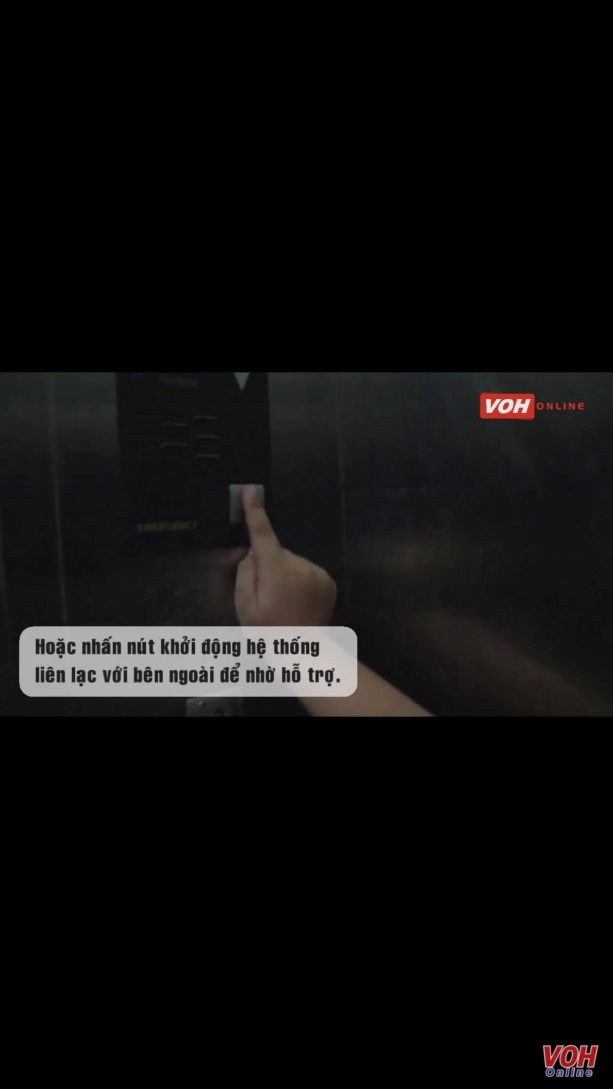 VOH ONLINE
EMERGENCY
Hoặc nhấn nút khởi động hệ thống
liên lạc với bên ngoài để nhờ hỗ trợ.
VOH
Online